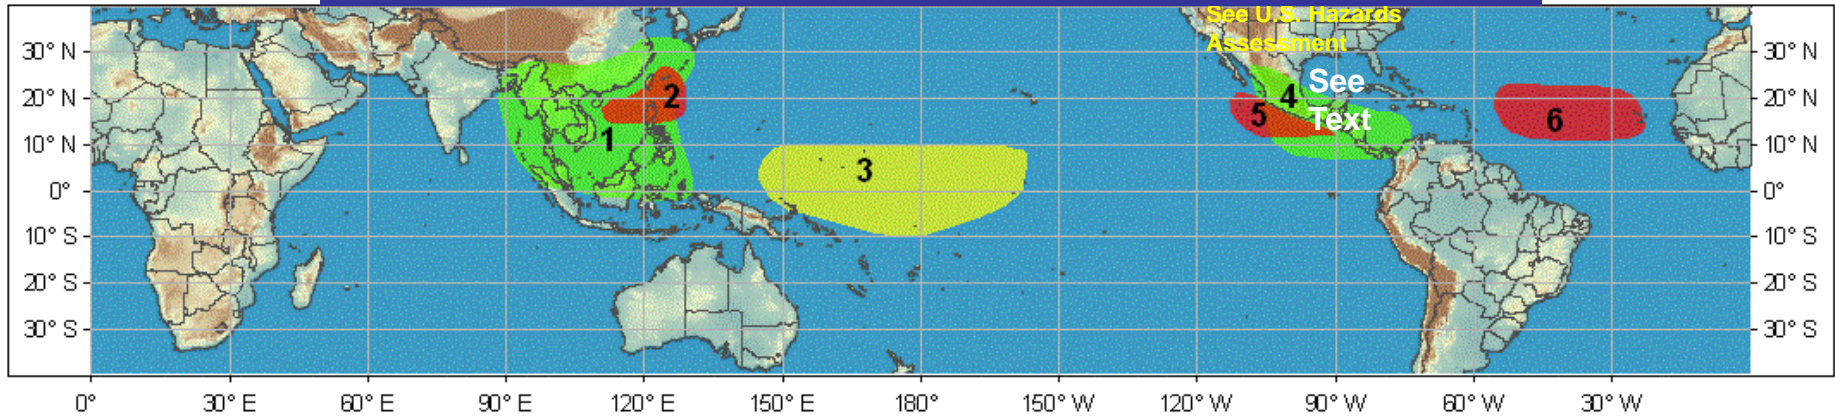 See U.S. Hazards
Assessment
30° N
30° N
See
20° N
2
4
20° N
5
Text
6
1
10° N
10° N
3
0°
0°
10° S
10° S
20° S
20° S
30° S
30° S
0°
30° E
60° E
90° E
120° E
150° E
180°
150° W
120° W
90° W
60° W
30° W